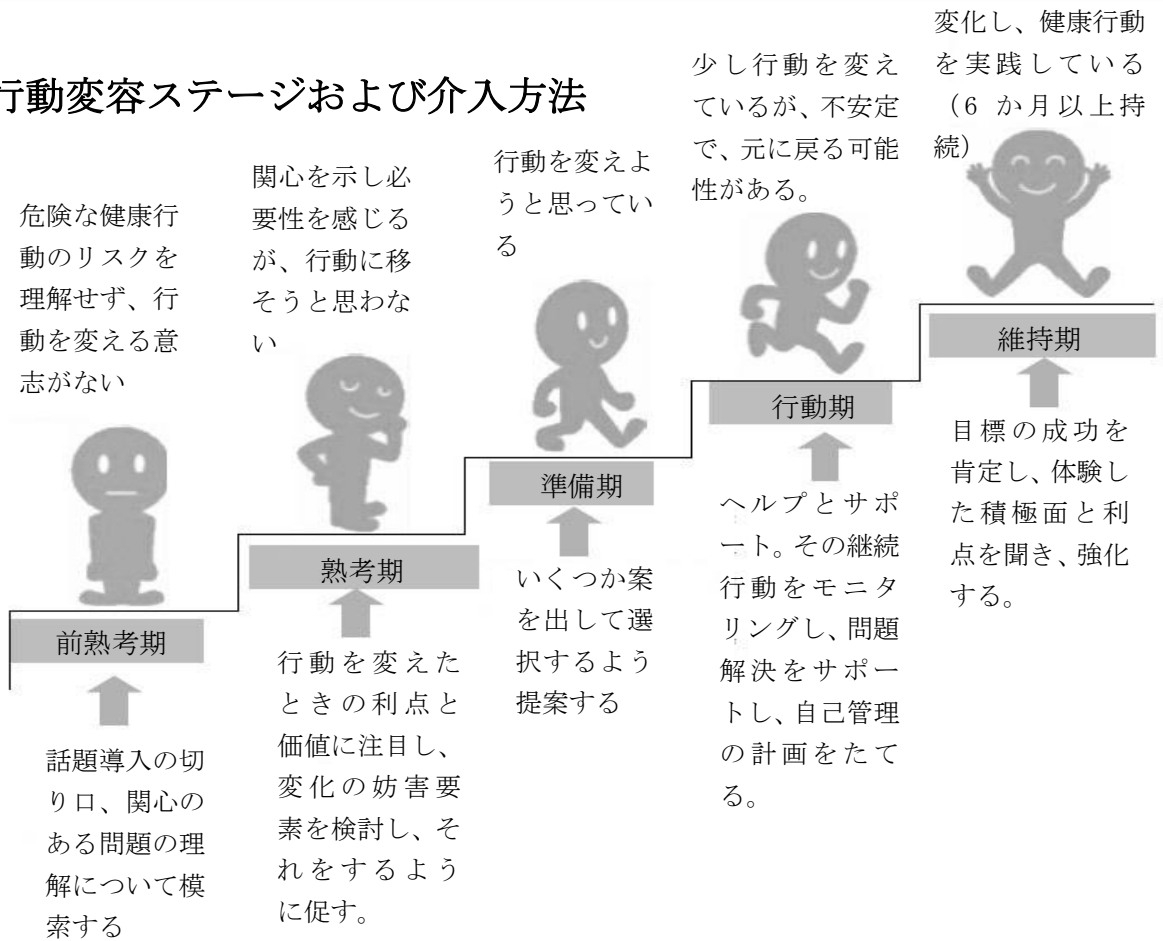 行動変容ステージおよび介入方法
危険な健康行
動のリスクを
理解せず、行
動を変える意
志がない
前熟考期
話題導入の切
り口、関心の
ある問題の理
解について模
索する
関心を示し必
要性を感じる
が、行動に移
そうと思わな
い
熟考期
行動を変えた
ときの利点と
価値に注目し、
変化の妨害要
素を検討し、そ
れをするよう
に促す。
行動を変えよ
うと思ってい
る
準備期
いくつか案
を出して選
択するよう
提案する
少し行動を変え
ているが、不安定
で、元に戻る可能
性がある。
行動期
ヘルプとサポ
ート。その継続
行動をモニタ
リングし、問題
解決をサポー
トし、自己管理
の計画をたて
る。
変化し、健康行動
を実践している
（6 か月以上持
続）
維持期
目標の成功を
肯定し、体験し
た積極面と利
点を聞き、強化
する。